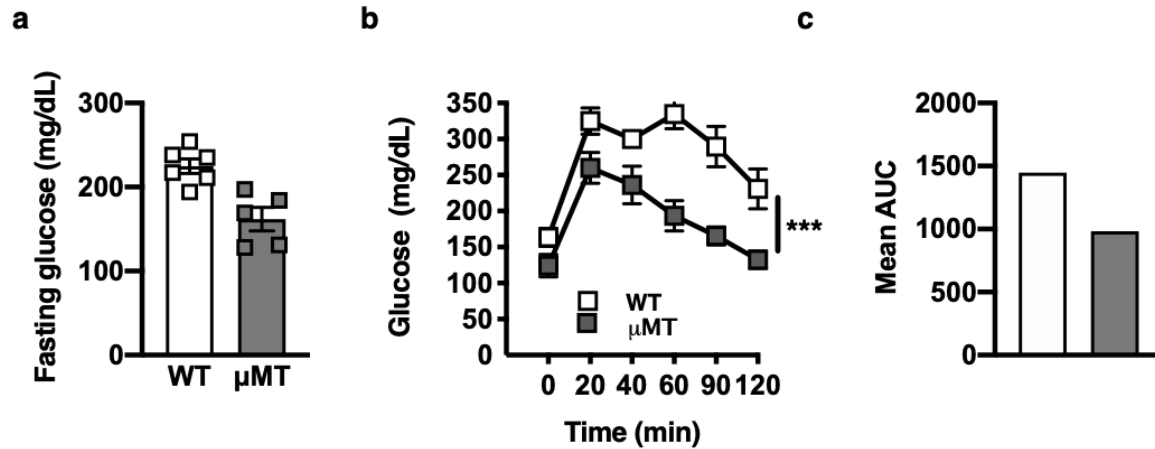 a
b
c
Fasting glucose (mg/dL)
300
200
100
0
WT
µMT
Glucose (mg/dL)
350
300
250
200
150
100
50
0
WT
µMT
***
0 20 40 60 90 120
Time (min)
Mean AUC
2000
1500
1000
500
0